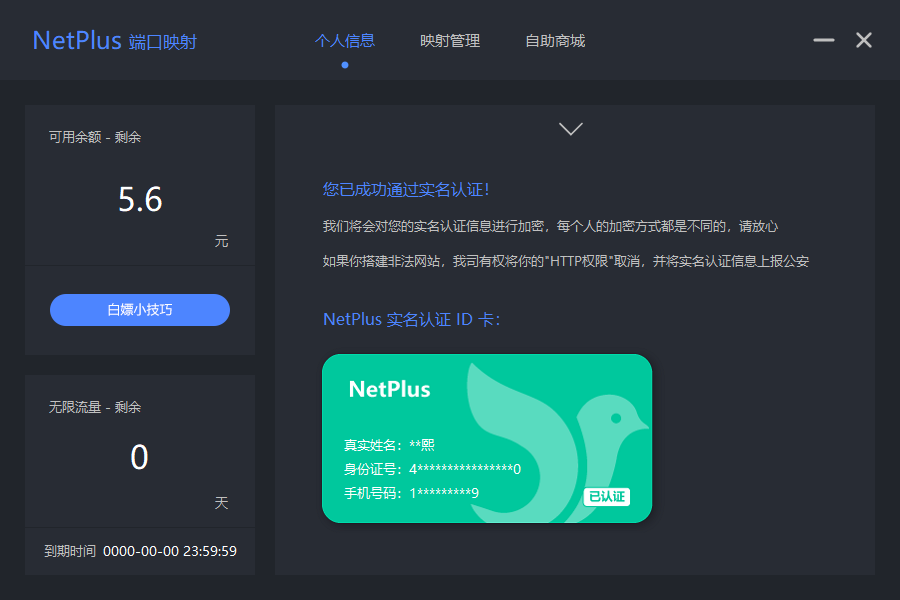 NetPlus 端口映射
个人信息
映射管理
自助商城
可用余额 - 剩余
5.6
元
白嫖小技巧
无限流量 - 剩余
0
天
到期时间 0000-00-00 23:59:59
您已成功通过实名认证!
我们将会对您的实名认证信息进行加密，每个人的加密方式都是不同的，请放心
如果你搭建非法网站，我司有权将你的"HTTP权限"取消，并将实名认证信息上报公安
NetPlus 实名认证 ID 卡：
NetPlus
真实姓名：**熙
身份证号：4****************0
手机号码：1*********9
已认证